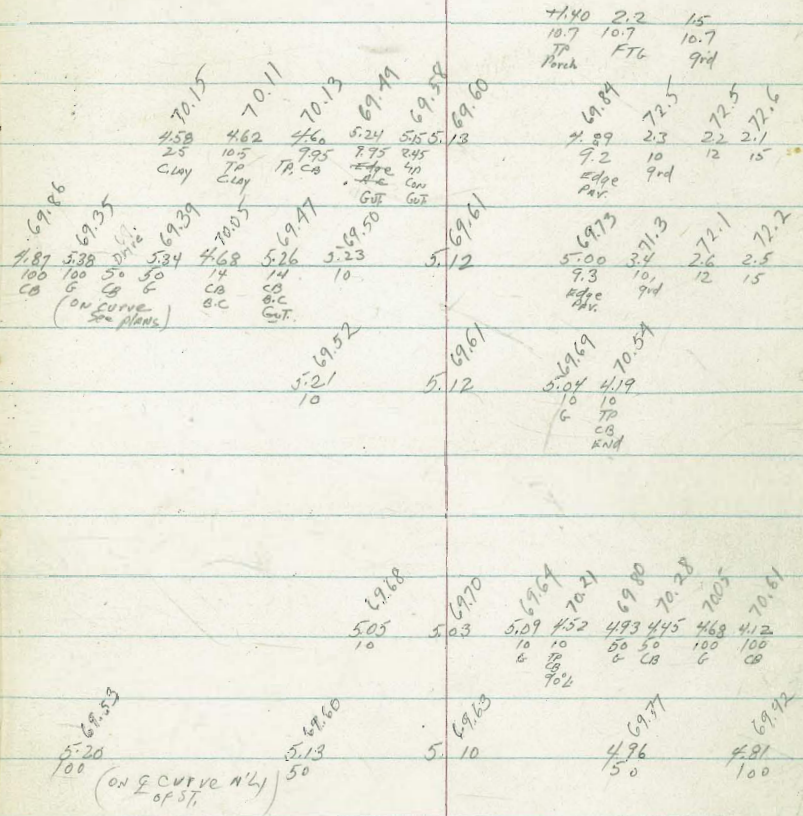 +1.40 2.2 1.5
10.7 10.7 10.7
TP FTG grd
Porch
70.15 70.11 70.13 69.49 69.58 69.60 69.84 72.5 72.5 72.6
4.58 4.62 4.60 5.24 5.15 5.13 4.89 2.3 2.2 2.1
25 10.5 9.95 9.95 9.45 9.2 10 12 15
CLAY TP TP. CB Edge Lip Edge grd
CLAY A.C Con Pav.
GUT. GUT.
69.86 69.35 69.39 70.05 69.47 69.50 69.61 69.73 71.3 72.1 72.2
4.87 5.38 Drive 5.34 4.68 5.26 5.23 5.12 5.00 3.4 2.6 2.5
100 100 50 50 14 14 10 9.3 10, 12 15
CB G CB G CB CB Edge grd
(ON CURVE B.C B.C Pav.
See plans) GUT.
69.52 69.61 69.69 70.54
5.21 5.12 5.04 4.19
10 10 10
G TP
CB
END
69.68 69.70 69.64 70.21 69.80 70.28 70.05 70.61
5.05 5.03 5.09 4.52 4.93 4.45 4.68 4.12
10 10 10 50 50 100 100
G TP G CB G CB
CB
90%
69.53 69.60 69.63 69.77 69.92
5.20 5.13 5.10 4.96 4.81
100 50 50 100
(ON ℄ CURVE N'LY
OF ST.)